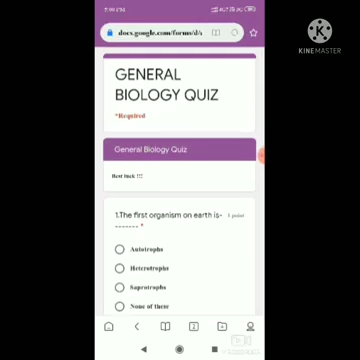 docs.google.com/forms/d/e
KINEMASTER
GENERAL
BIOLOGY QUIZ
*Required
General Biology Quiz
Best luck !!!
1.The first organism on earth is- 1 point
------- *
Autotrophs
Heterotrophs
Saprotrophs
None of these